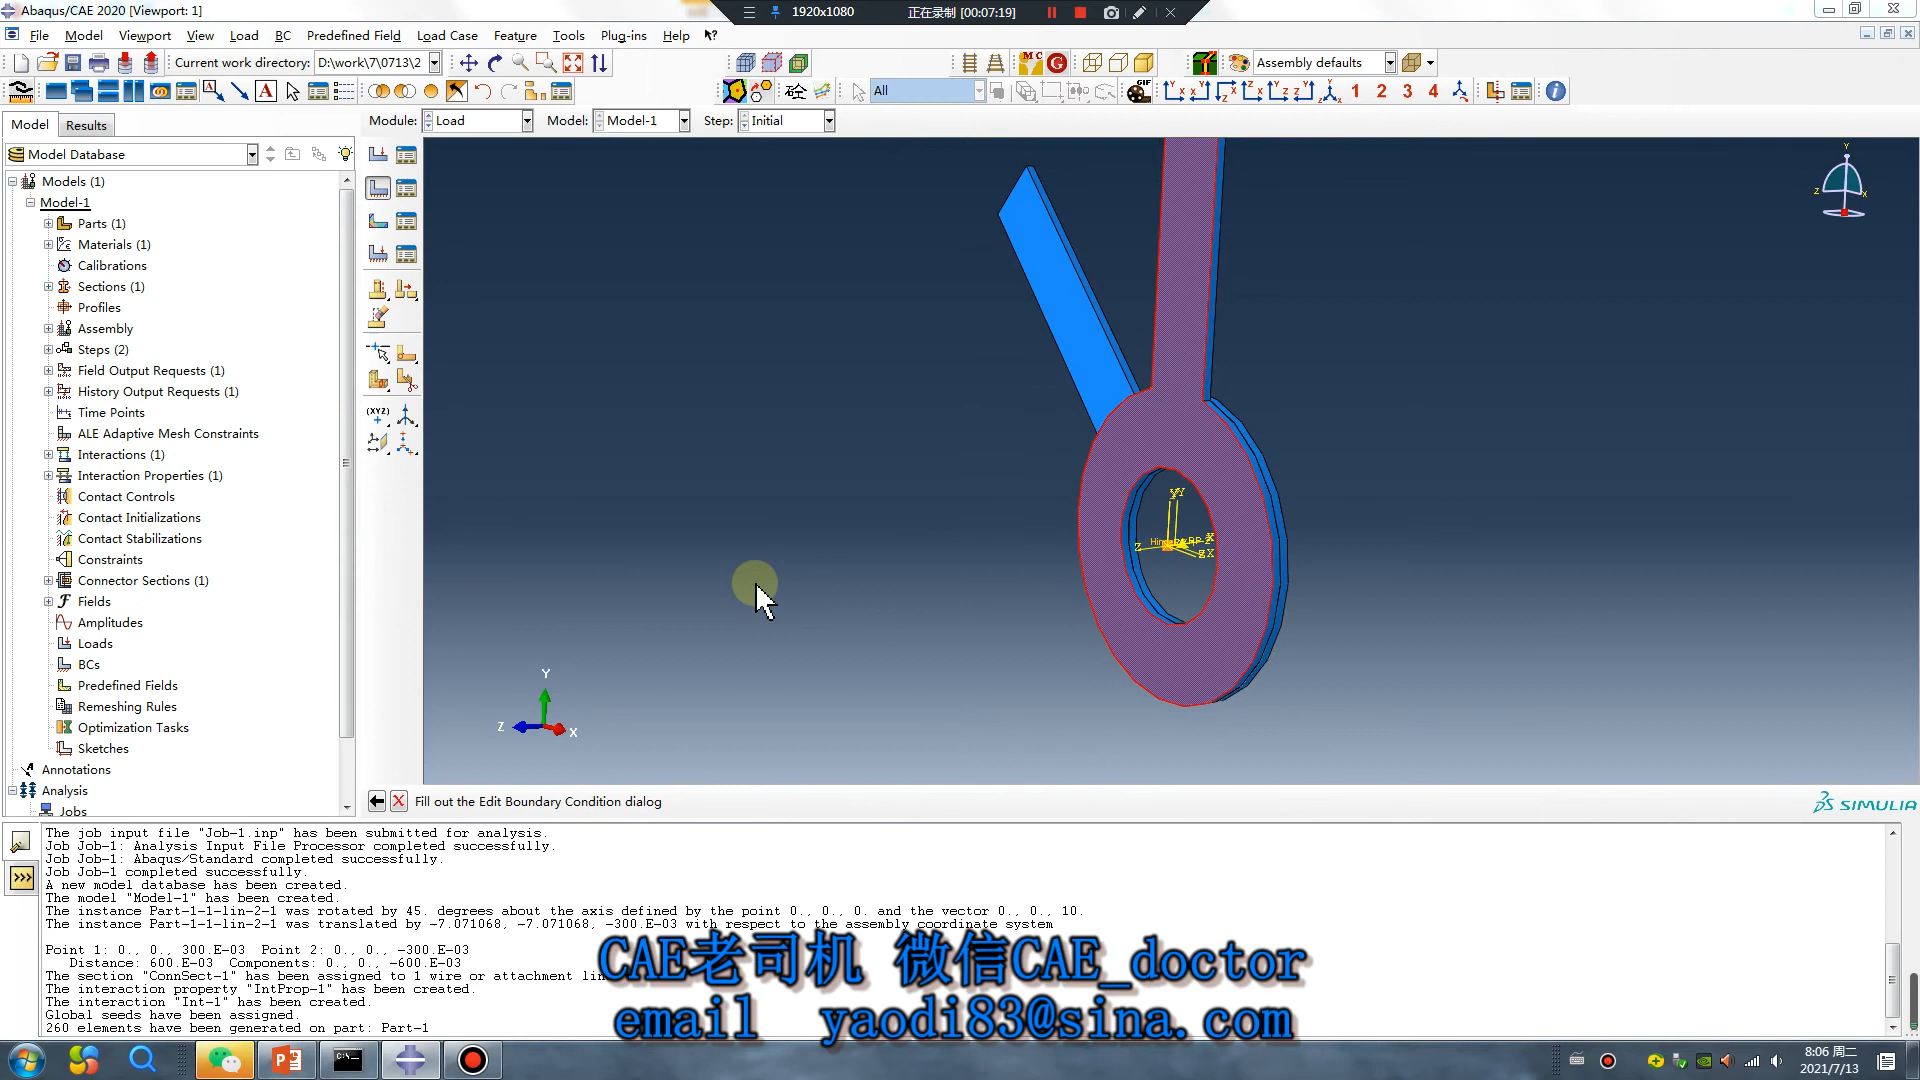 Abaqus/CAE 2020 [Viewport: 1]
1920x1080 正在录制 [00:07:19]
File Model Viewport View Load BC Predefined Field Load Case Feature Tools Plug-ins Help
Current work directory: D:\work\7\0713\2
Assembly defaults
All
1 2 3 4
Model Results
Module: Load Model: Model-1 Step: Initial
Model Database
Models (1)
Model-1
Parts (1)
Materials (1)
Calibrations
Sections (1)
Profiles
Assembly
Steps (2)
Field Output Requests (1)
History Output Requests (1)
Time Points
ALE Adaptive Mesh Constraints
Interactions (1)
Interaction Properties (1)
Contact Controls
Contact Initializations
Contact Stabilizations
Constraints
Connector Sections (1)
Fields
Amplitudes
Loads
BCs
Predefined Fields
Remeshing Rules
Optimization Tasks
Sketches
Annotations
Analysis
Jobs
Y
Z X
Fill out the Edit Boundary Condition dialog
SIMULIA
The job input file "Job-1.inp" has been submitted for analysis.
Job Job-1: Analysis Input File Processor completed successfully.
Job Job-1: Abaqus/Standard completed successfully.
Job Job-1 completed successfully.
A new model database has been created.
The model "Model-1" has been created.
The instance Part-1-1-lin-2-1 was rotated by 45. degrees about the axis defined by the point 0., 0., 0. and the vector 0., 0., 10.
The instance Part-1-1-lin-2-1 was translated by -7.071068, -7.071068, -300.E-03 with respect to the assembly coordinate system
Point 1: 0., 0., 300.E-03 Point 2: 0., 0., -300.E-03
Distance: 600.E-03 Components: 0., 0., -600.E-03
The section "ConnSect-1" has been assigned to 1 wire or attachment lin
The interaction property "IntProp-1" has been created.
The interaction "Int-1" has been created.
Global seeds have been assigned.
260 elements have been generated on part: Part-1
CAE老司机 微信CAE_doctor
email yaodi83@sina.com
8:06 周二
2021/7/13